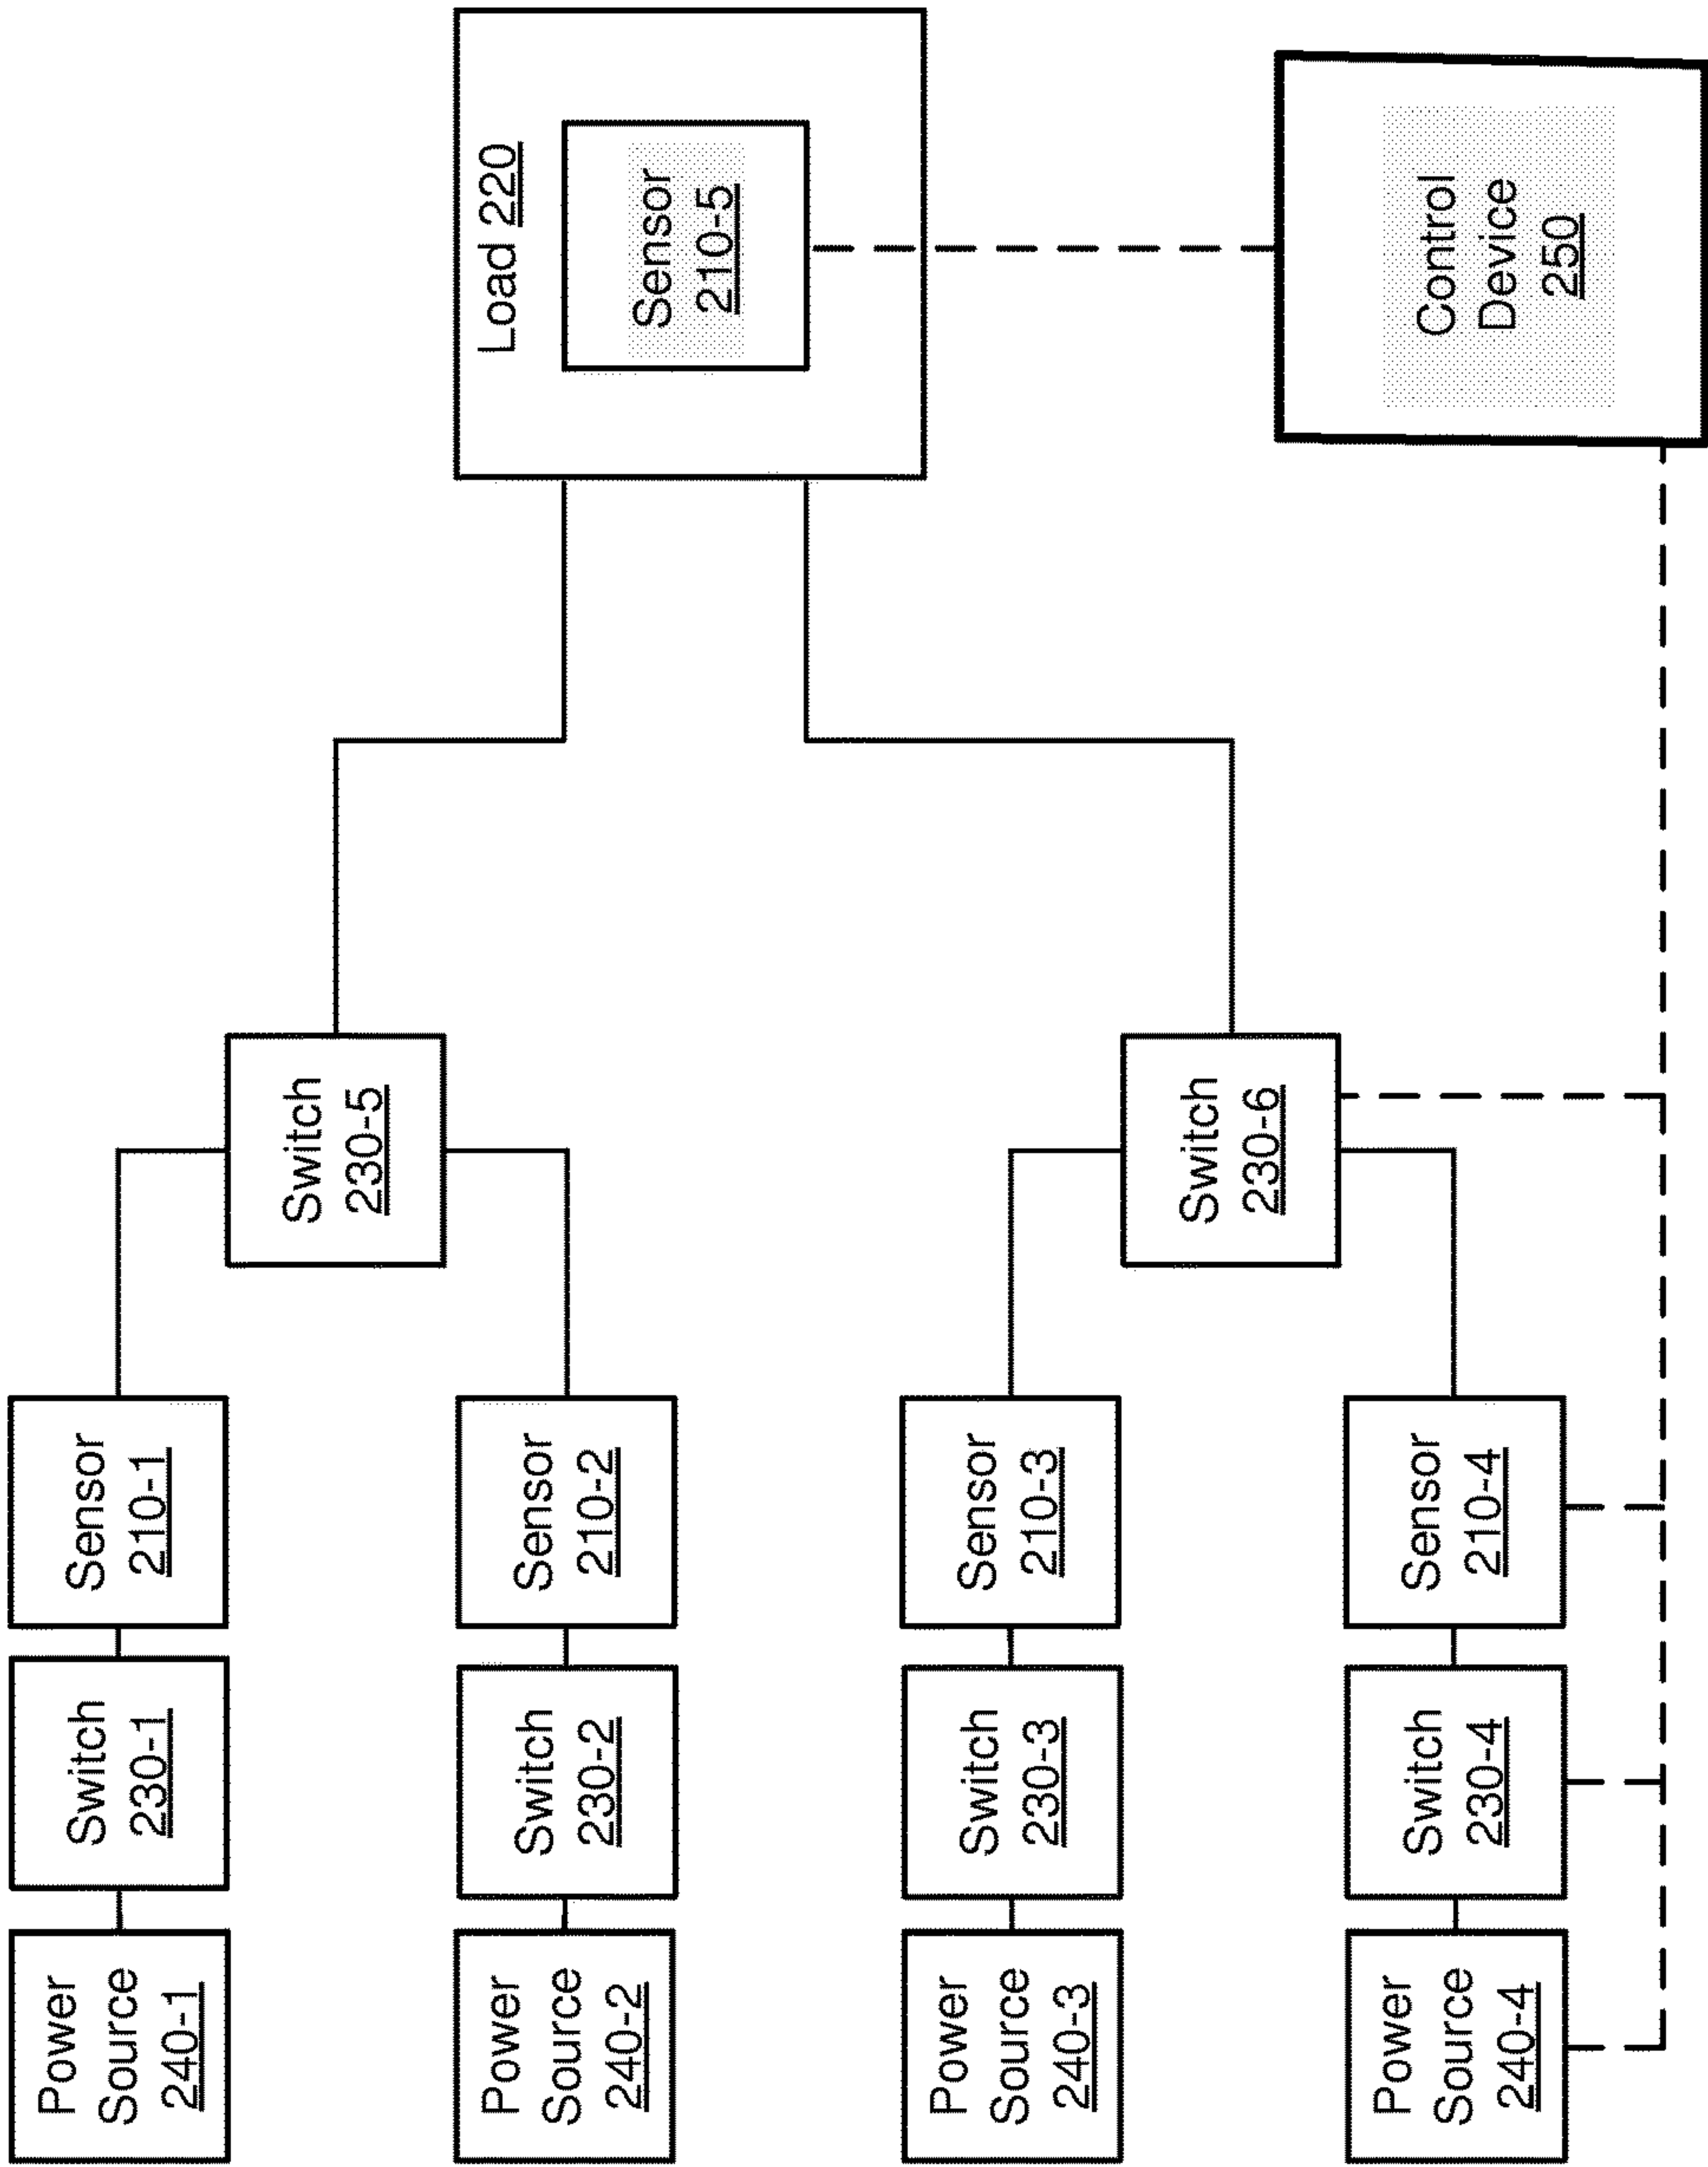 Power
Source
240-1
Switch
230-1
Sensor
210-1
Power
Source
240-2
Switch
230-2
Sensor
210-2
Switch
230-5
Power
Source
240-3
Switch
230-3
Sensor
210-3
Power
Source
240-4
Switch
230-4
Sensor
210-4
Switch
230-6
Load 220
Sensor
210-5
Control
Device
250